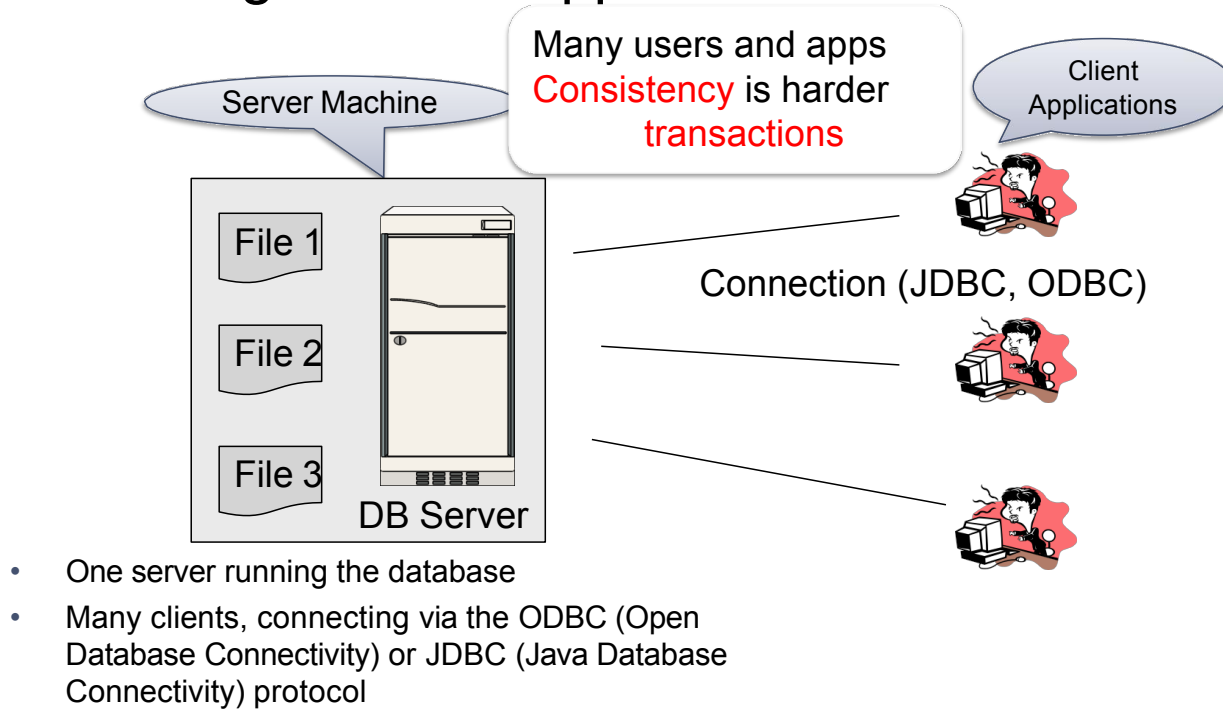 Many users and apps
Consistency is harder
transactions
Server Machine
Client
Applications
File 1
File 2
File 3
DB Server
Connection (JDBC, ODBC)
• One server running the database
• Many clients, connecting via the ODBC (Open
Database Connectivity) or JDBC (Java Database
Connectivity) protocol